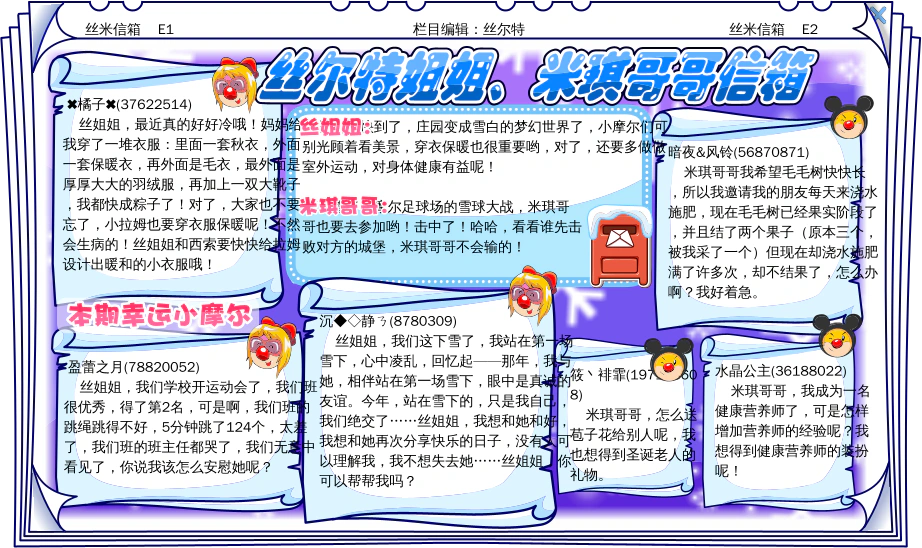 丝米信箱 E1
栏目编辑：丝尔特
丝米信箱 E2
丝尔特姐姐、米琪哥哥信箱
✖橘子✖(37622514)
丝姐姐，最近真的好好冷哦！妈妈给
我穿了一堆衣服：里面一套秋衣，外面
一套保暖衣，再外面是毛衣，最外面是
厚厚大大的羽绒服，再加上一双大靴子
，我都快成粽子了！对了，大家也不要
忘了，小拉姆也要穿衣服保暖呢！不然
会生病的！丝姐姐和西索要快快给拉姆
设计出暖和的小衣服哦！
丝姐姐:
来到了，庄园变成雪白的梦幻世界了，小摩尔们可
别光顾着看美景，穿衣保暖也很重要哟，对了，还要多做做
室外运动，对身体健康有益呢！
米琪哥哥:
尔足球场的雪球大战，米琪哥
哥也要去参加哟！击中了！哈哈，看看谁先击
败对方的城堡，米琪哥哥不会输的！
暗夜&风铃(56870871)
米琪哥哥我希望毛毛树快快长
，所以我邀请我的朋友每天来浇水
施肥，现在毛毛树已经果实阶段了
，并且结了两个果子（原本三个，
被我采了一个）但现在却浇水施肥
满了许多次，却不结果了，怎么办
啊？我好着急。
本期幸运小摩尔
盈蕾之月(78820052)
丝姐姐，我们学校开运动会了，我们班
很优秀，得了第2名，可是啊，我们班的
跳绳跳得不好，5分钟跳了124个，太差
了，我们班的班主任都哭了，我们无意中
看见了，你说我该怎么安慰她呢？
沉◆◇静ㄋ(8780309)
丝姐姐，我们这下雪了，我站在第一场
雪下，心中凌乱，回忆起——那年，我与
她，相伴站在第一场雪下，眼中是真诚的
友谊。今年，站在雪下的，只是我自己，
我们绝交了……丝姐姐，我想和她和好，
我想和她再次分享快乐的日子，没有人可
以理解我，我不想失去她……丝姐姐，你
可以帮帮我吗？
筱丶裶霏(197
60
8)
米琪哥哥，怎么送
苞子花给别人呢，我
也想得到圣诞老人的
礼物。
水晶公主(36188022)
米琪哥哥，我成为一名
健康营养师了，可是怎样
增加营养师的经验呢？我
想得到健康营养师的装扮
呢！